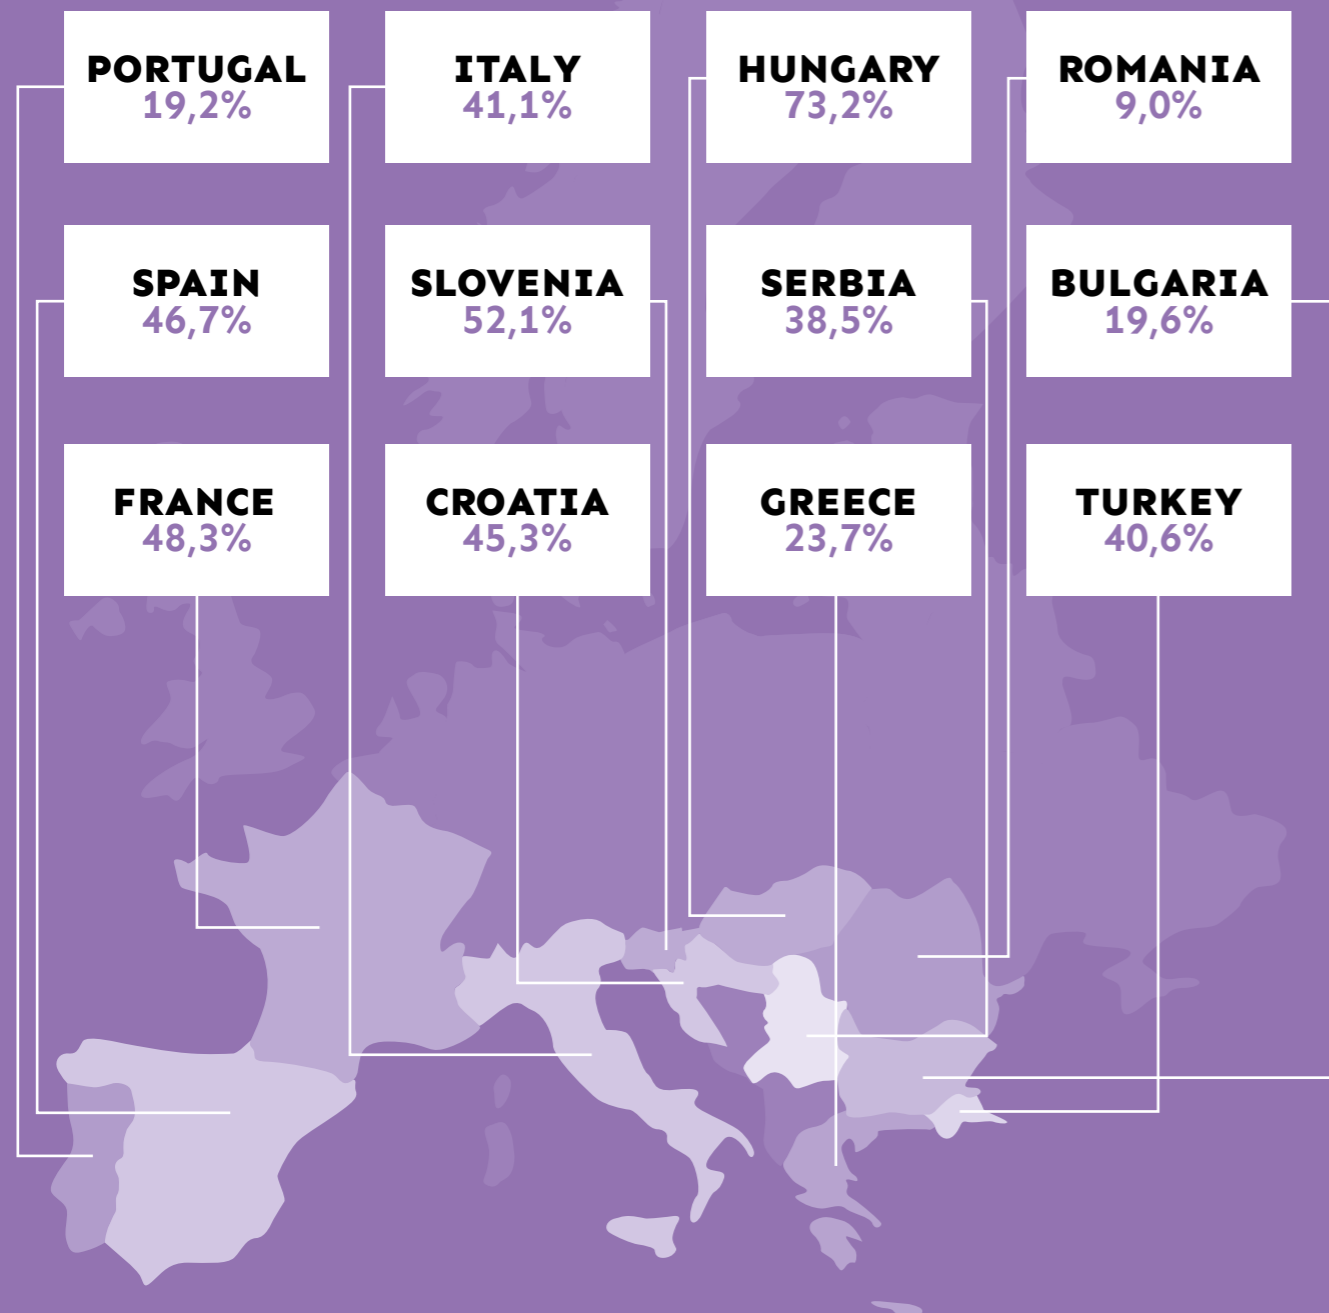 PORTUGAL
19,2%
ITALY
41,1%
HUNGARY
73,2%
ROMANIA
9,0%
SPAIN
46,7%
SLOVENIA
52,1%
SERBIA
38,5%
BULGARIA
19,6%
FRANCE
48,3%
CROATIA
45,3%
GREECE
23,7%
TURKEY
40,6%